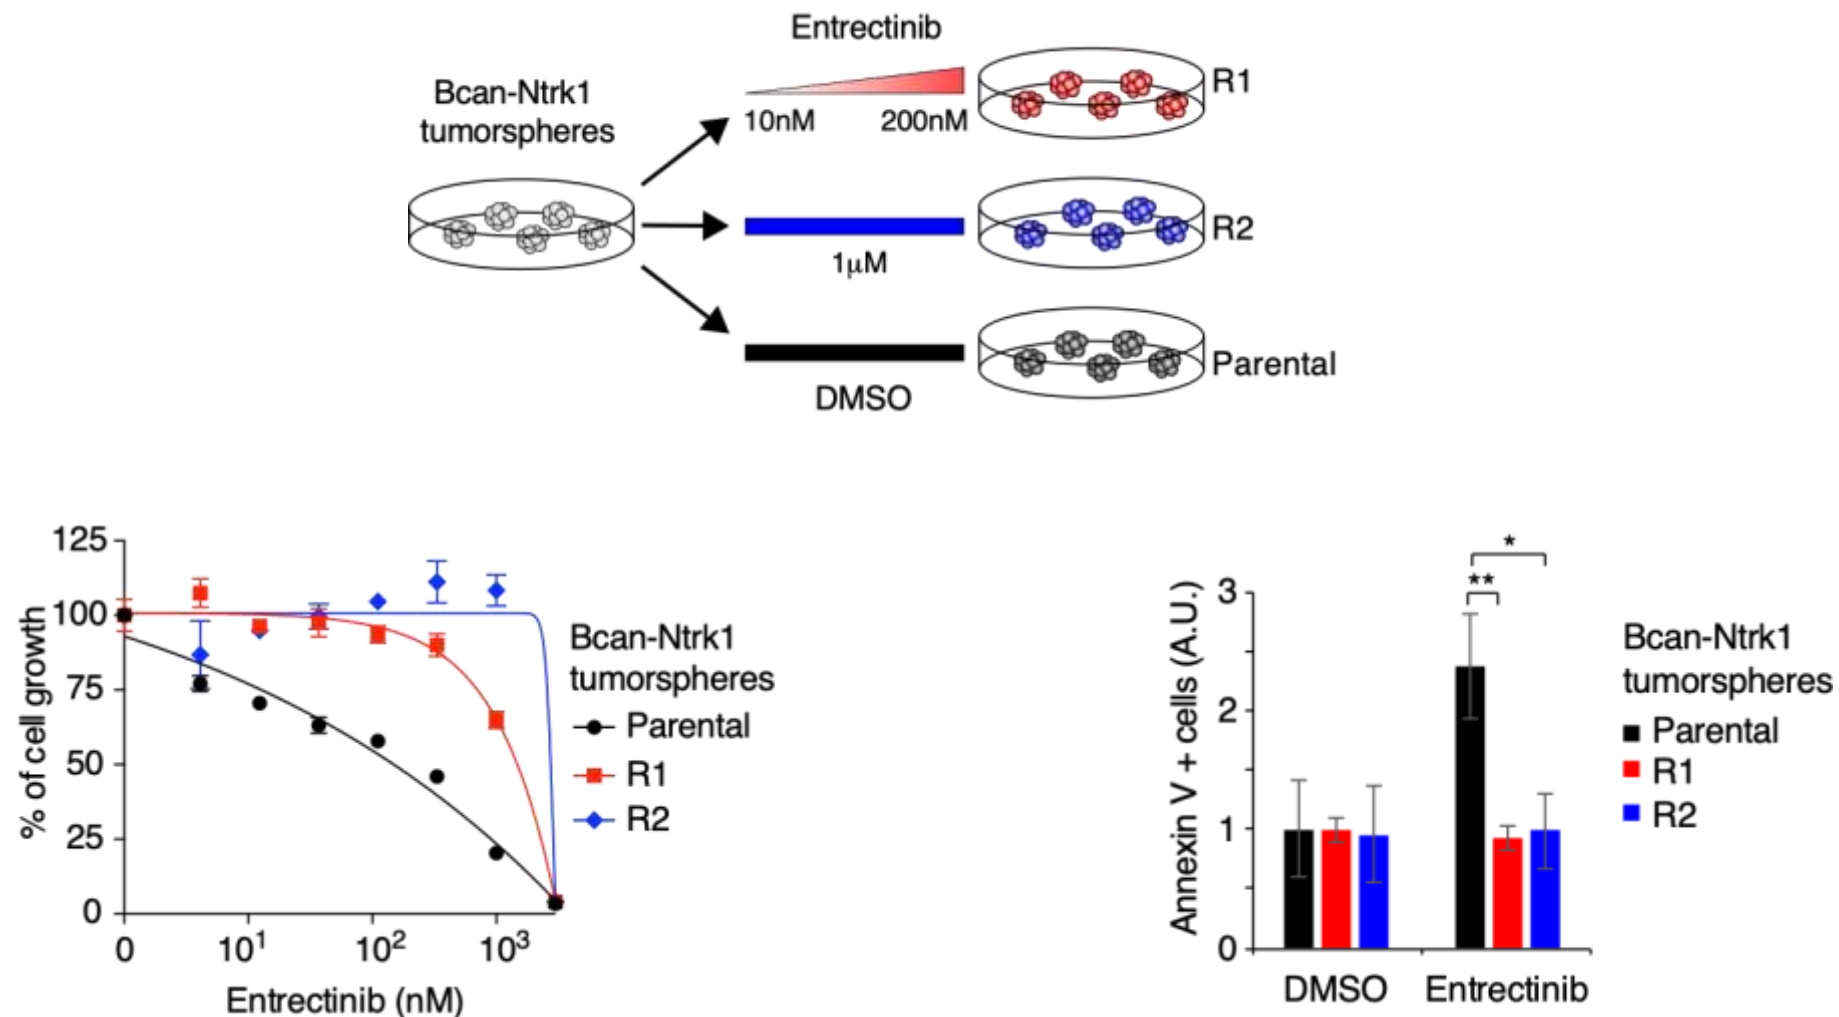 Entrectinib
Bcan-Ntrk1
tumorspheres
10nM 200nM
R1
1μM
R2
DMSO
Parental
% of cell growth
125
100
75
50
25
0
0 10¹ 10² 10³
Entrectinib (nM)
Bcan-Ntrk1
tumorspheres
Parental
R1
R2
Annexin V + cells (A.U.)
3
2
1
0
*
**
DMSO Entrectinib
Bcan-Ntrk1
tumorspheres
Parental
R1
R2